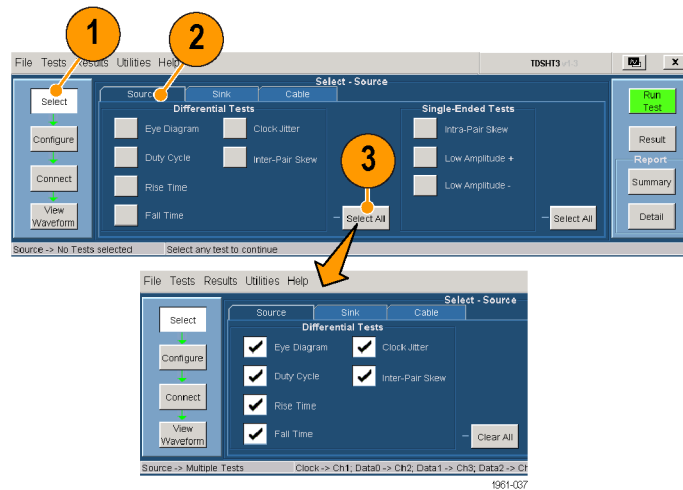 1
2
File Tests Results Utilities Help
TDSHT3 v1.3
X
Select - Source
Select
Source
Sink
Cable
Run Test
Differential Tests
Single-Ended Tests
Eye Diagram
Clock Jitter
Intra-Pair Skew
Configure
Result
3
Duty Cycle
Inter-Pair Skew
Low Amplitude +
Report
Connect
Rise Time
Low Amplitude -
Summary
View Waveform
Fall Time
Select All
Select All
Detail
Source -> No Tests selected
Select any test to continue
File Tests Results Utilities Help
Select - Source
Select
Source
Sink
Cable
Differential Tests
Eye Diagram
Clock Jitter
Configure
Duty Cycle
Inter-Pair Skew
Connect
Rise Time
View Waveform
Fall Time
Clear All
Source -> Multiple Tests
Clock -> Ch1; Data0 -> Ch2; Data1 -> Ch3; Data2 -> Ch
1961-037